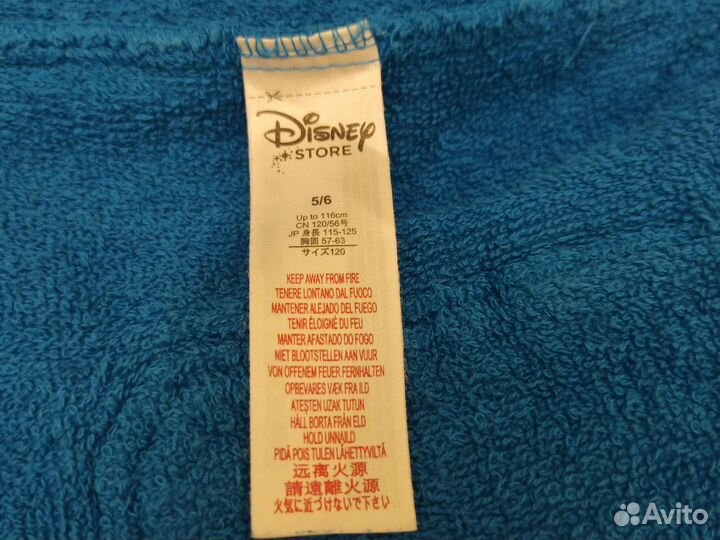 Disney
STORE
5/6
Up to 116cm
CN 120/56号
JP 身長 115-125
胸囲 57-63
サイズ120
KEEP AWAY FROM FIRE
TENERE LONTANO DAL FUOCO
MANTENER ALEJADO DEL FUEGO
TENIR ÉLOIGNÉ DU FEU
MANTER AFASTADO DO FOGO
NIET BLOOTSTELLEN AAN VUUR
VON OFFENEM FEUER FERNHALTEN
OPBEVARES VÆK FRA ILD
ATEŞTEN UZAK TUTUN
HÅLL BORTA FRÅN ELD
HOLD UNNAILD
PIDÄ POIS TULEN LÄHETTYVILTÄ
远离火源
請遠離火源
火気に近づけないで下さい
Avito